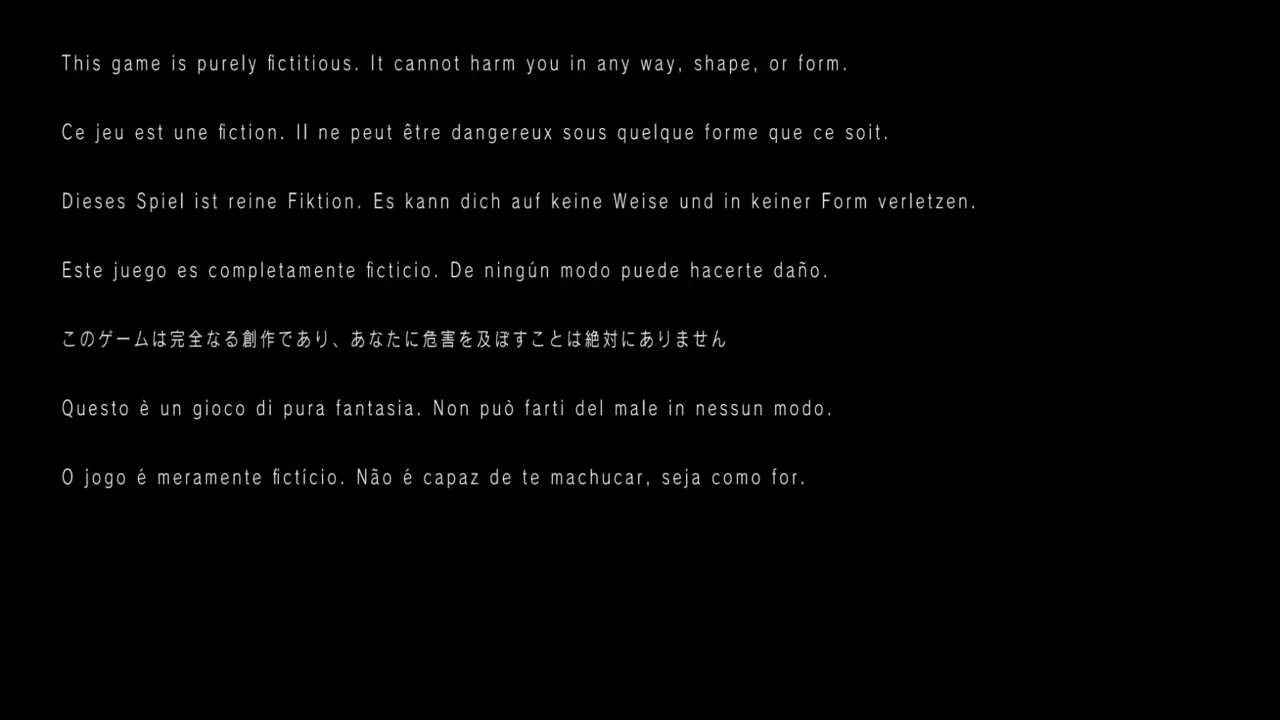 This game is purely fictitious. It cannot harm you in any way, shape, or form.
Ce jeu est une fiction. Il ne peut être dangereux sous quelque forme que ce soit.
Dieses Spiel ist reine Fiktion. Es kann dich auf keine Weise und in keiner Form verletzen.
Este juego es completamente ficticio. De ningún modo puede hacerte daño.
このゲームは完全なる創作であり、あなたに危害を及ぼすことは絶対にありません
Questo è un gioco di pura fantasia. Non può farti del male in nessun modo.
O jogo é meramente fictício. Não é capaz de te machucar, seja como for.